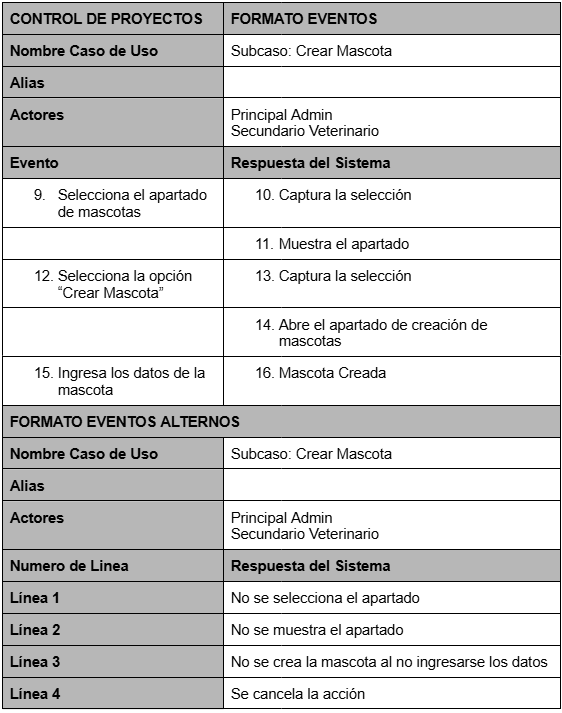 CONTROL DE PROYECTOS FORMATO EVENTOS
Nombre Caso de Uso Subcaso: Crear Mascota
Alias
Actores Principal Admin
Secundario Veterinario
Evento Respuesta del Sistema
9. Selecciona el apartado
de mascotas
10. Captura la selección
11. Muestra el apartado
12. Selecciona la opción
“Crear Mascota”
13. Captura la selección
14. Abre el apartado de creación de
mascotas
15. Ingresa los datos de la
mascota
16. Mascota Creada
FORMATO EVENTOS ALTERNOS
Nombre Caso de Uso Subcaso: Crear Mascota
Alias
Actores Principal Admin
Secundario Veterinario
Numero de Linea Respuesta del Sistema
Línea 1 No se selecciona el apartado
Línea 2 No se muestra el apartado
Línea 3 No se crea la mascota al no ingresarse los datos
Línea 4 Se cancela la acción